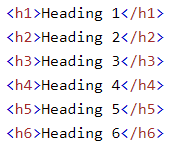 <h1>Heading 1</h1>
<h2>Heading 2</h2>
<h3>Heading 3</h3>
<h4>Heading 4</h4>
<h5>Heading 5</h5>
<h6>Heading 6</h6>